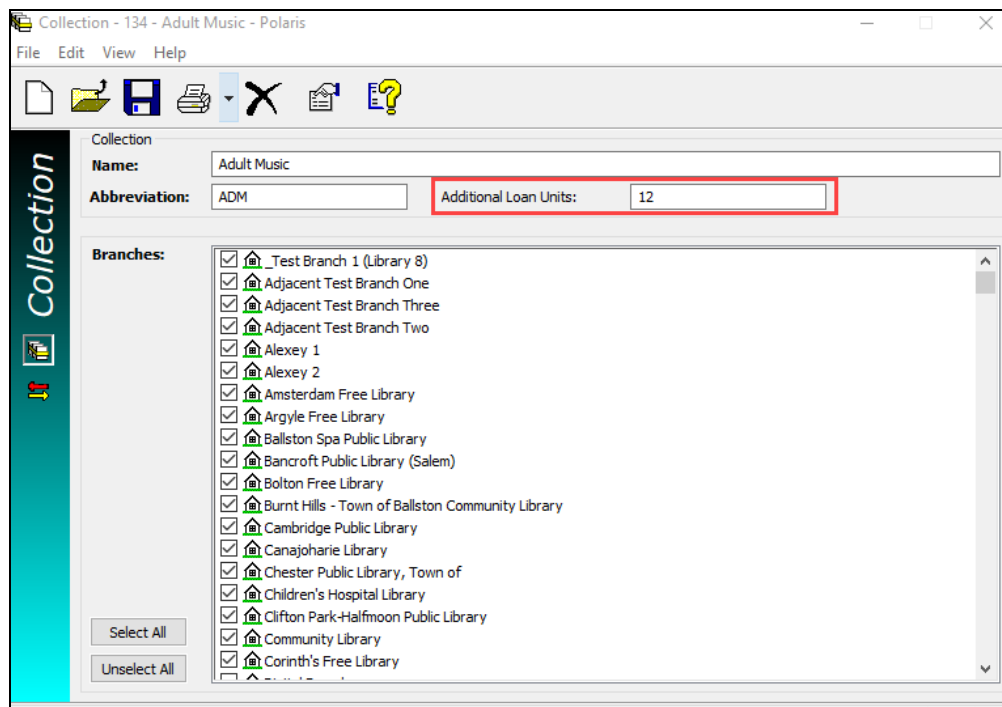 Collection - 134 - Adult Music - Polaris
File Edit View Help
Collection
Name: Adult Music
Abbreviation: ADM Additional Loan Units: 12
Collection
Branches:
_Test Branch 1 (Library 8)
Adjacent Test Branch One
Adjacent Test Branch Three
Adjacent Test Branch Two
Alexey 1
Alexey 2
Amsterdam Free Library
Argyle Free Library
Ballston Spa Public Library
Bancroft Public Library (Salem)
Bolton Free Library
Burnt Hills - Town of Ballston Community Library
Cambridge Public Library
Canajoharie Library
Chester Public Library, Town of
Children's Hospital Library
Clifton Park-Halfmoon Public Library
Community Library
Corinth's Free Library
Select All
Unselect All